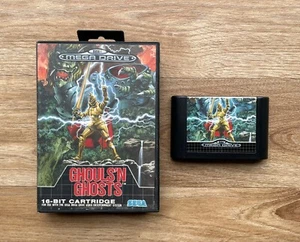 MEGA DRIVE
GHOULS'N
GHOSTS
16-BIT CARTRIDGE
SEGA
MEGA DRIVE